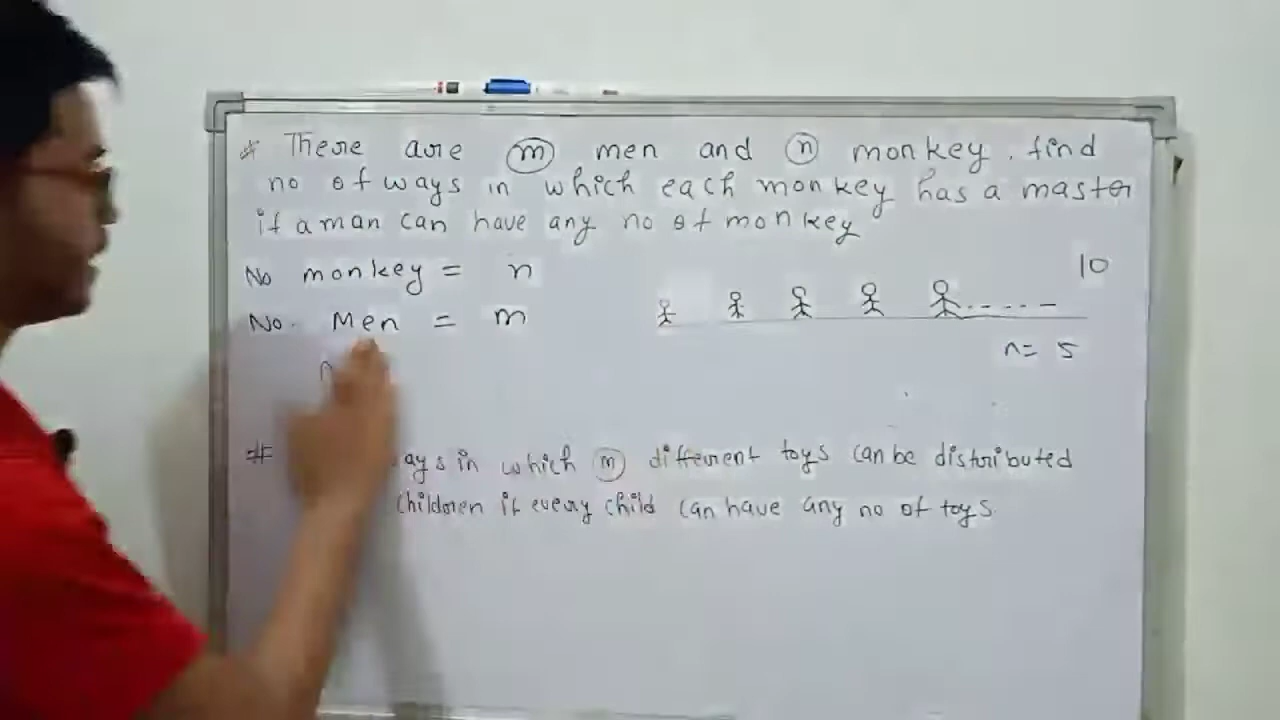 * There are m men and n monkey. find
no of ways in which each monkey has a master
if a man can have any no of monkey
No monkey = n
10
No. Men = m
n= 5
# ays in which m different toys can be distributed
children if every child can have any no of toys.